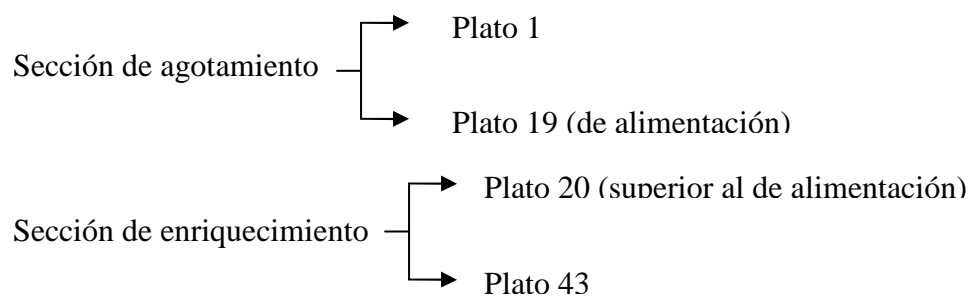 Plato 1
Sección de agotamiento
Plato 19 (de alimentación)
Plato 20 (superior al de alimentación)
Sección de enriquecimiento
Plato 43